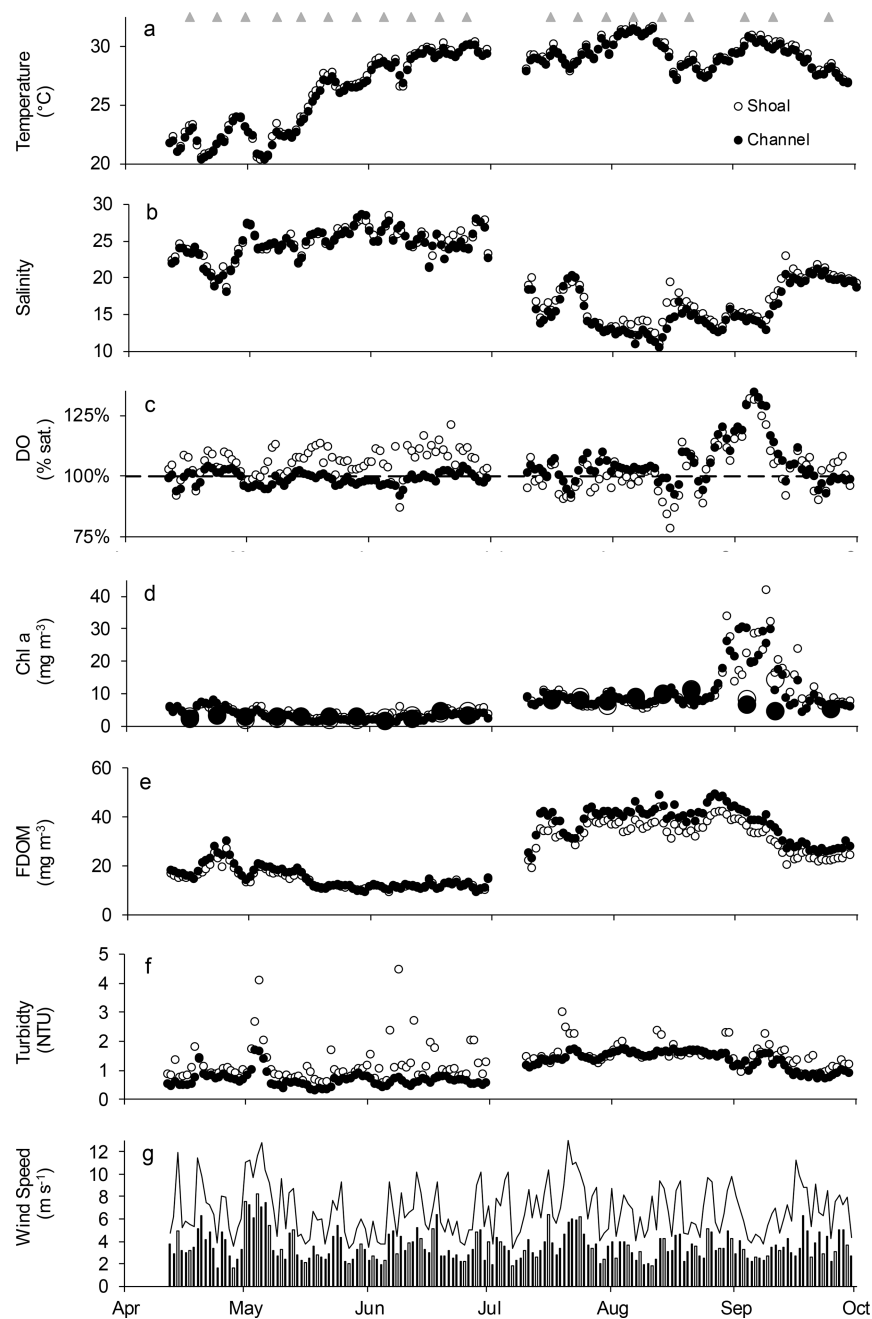 a
30
25
20
Temperature
(°C)
Shoal
Channel
b
30
25
20
15
10
Salinity
c
125%
100%
75%
DO
(% sat.)
d
40
30
20
10
0
Chl a
(mg m-3)
e
60
40
20
0
FDOM
(mg m-3)
f
5
4
3
2
1
0
Turbidty
(NTU)
g
12
10
8
6
4
2
0
Wind Speed
(m s-1)
Apr May Jun Jul Aug Sep Oct